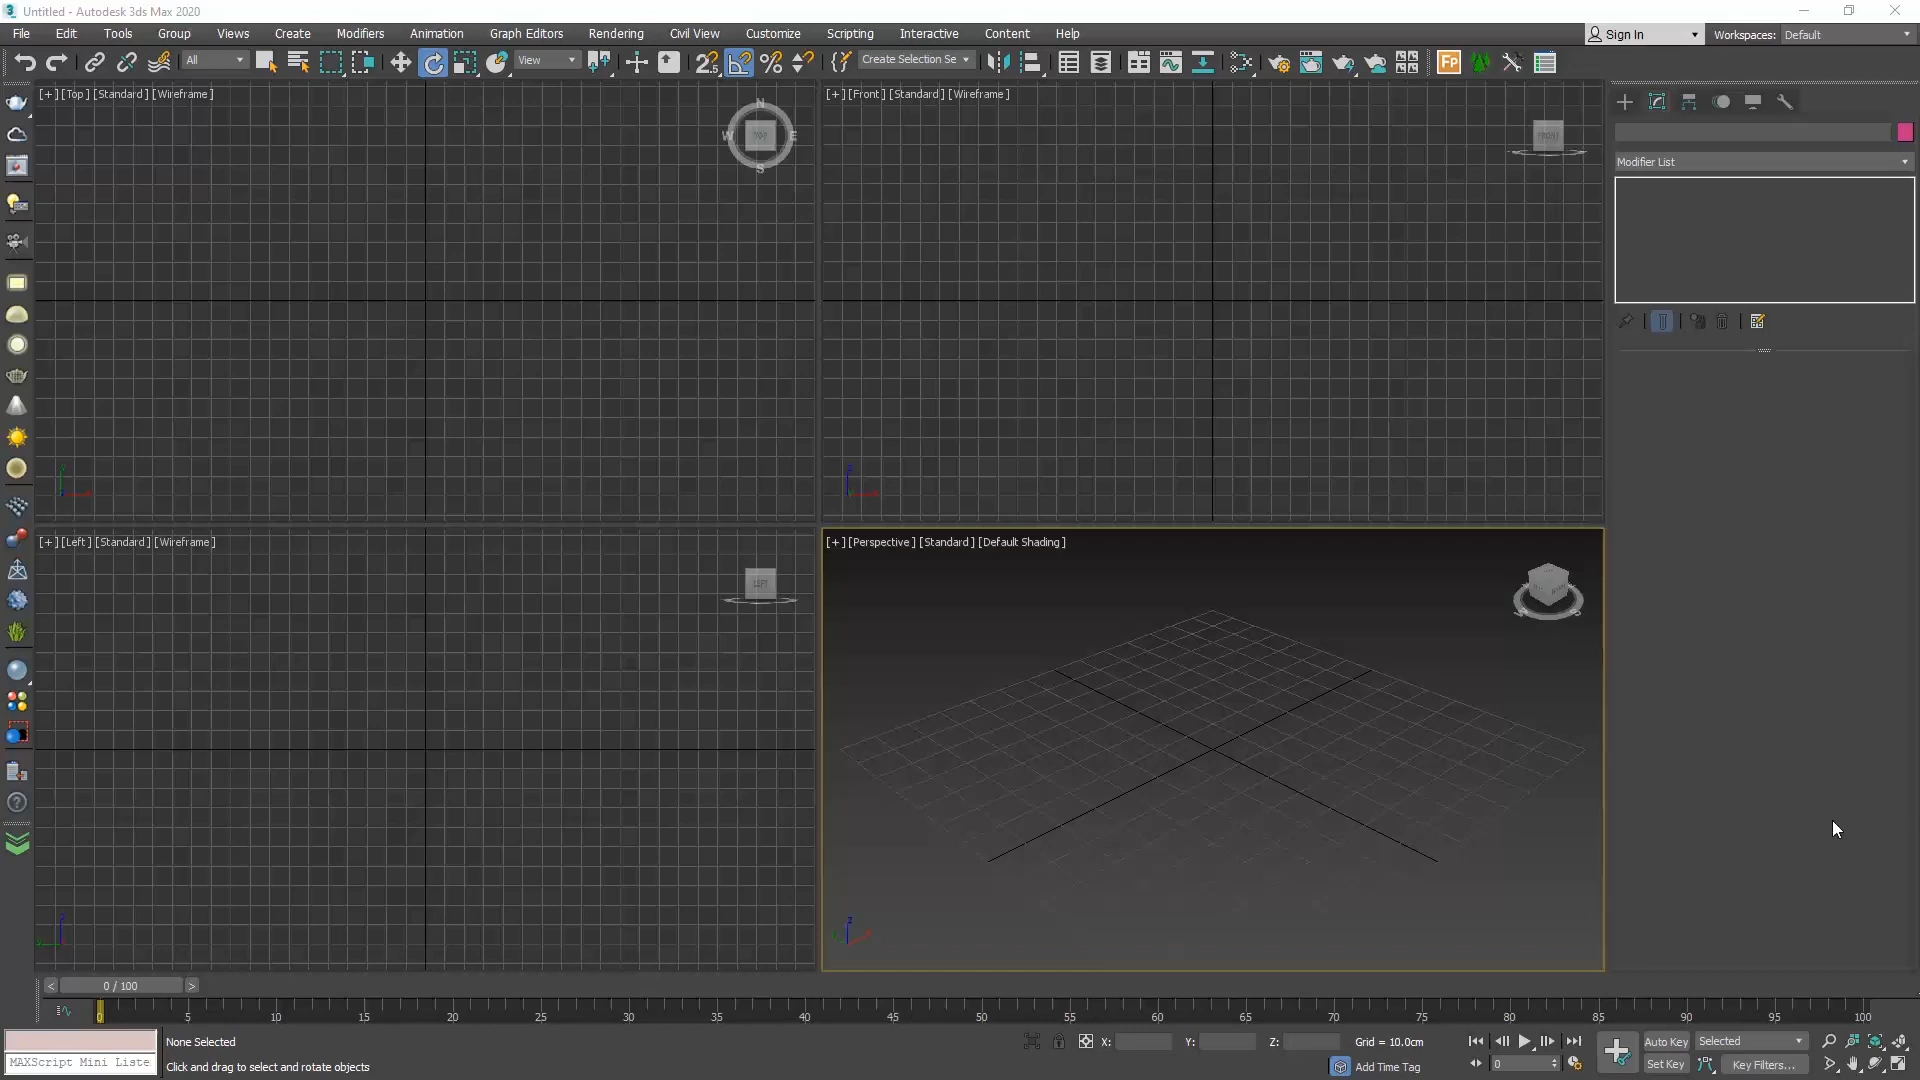 Untitled - Autodesk 3ds Max 2020
File Edit Tools Group Views Create Modifiers Animation Graph Editors Rendering Civil View Customize Scripting Interactive Content Help
Sign In Workspaces: Default
All View Create Selection Se Fp
[+] [Top] [Standard] [Wireframe]
N W E S TOP
[+] [Front] [Standard] [Wireframe]
FRONT
Modifier List
[+] [Left] [Standard] [Wireframe]
LEFT
[+] [Perspective] [Standard] [Default Shading]
< 0 / 100 >
0 5 10 15 20 25 30 35 40 45 50 55 60 65 70 75 80 85 90 95 100
None Selected X: Y: Z: Grid = 10.0cm Auto Key Selected
MAXScript Mini Liste Click and drag to select and rotate objects Add Time Tag 0 Set Key Key Filters...